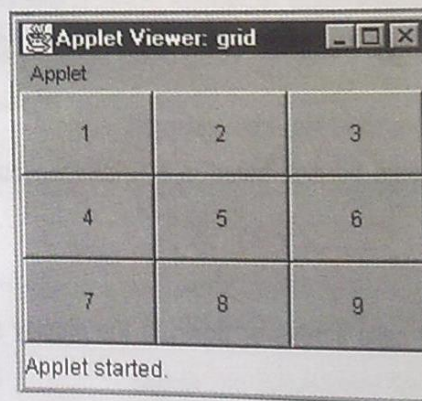 Applet Viewer: grid
Applet
1 2 3
4 5 6
7 8 9
Applet started.